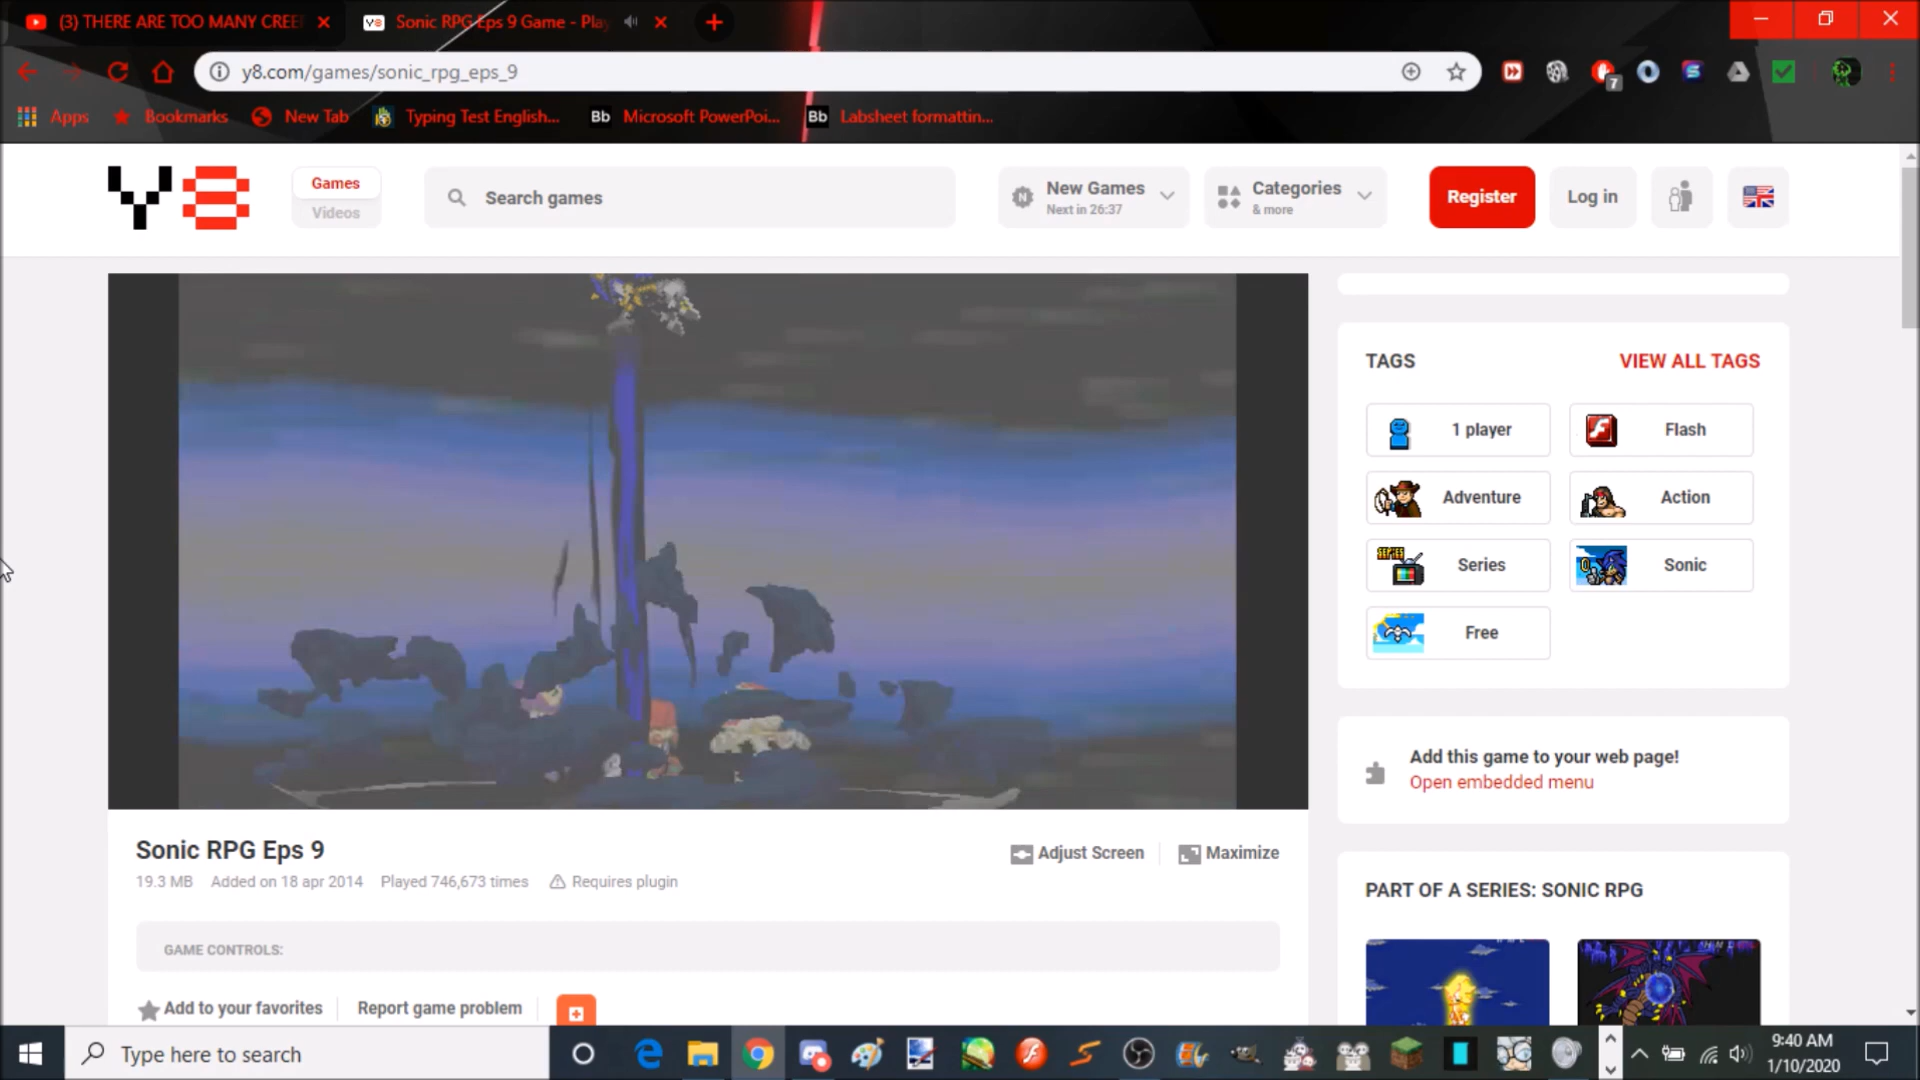 (3) THERE ARE TOO MANY CREEF
Sonic RPG Eps 9 Game - Play
y8.com/games/sonic_rpg_eps_9
7
Apps
Bookmarks
New Tab
Typing Test English...
Bb
Microsoft PowerPoi...
Bb
Labsheet formattin...
Y8
Games
Videos
Search games
N
New Games
Next in 26:37
Categories
& more
Register
Log in
TAGS
VIEW ALL TAGS
1 player
Flash
Adventure
Action
SERIES
Series
Sonic
Free
Add this game to your web page!
Open embedded menu
Sonic RPG Eps 9
Adjust Screen
Maximize
19.3 MB
Added on 18 apr 2014
Played 746,673 times
Requires plugin
PART OF A SERIES: SONIC RPG
GAME CONTROLS:
Add to your favorites
Report game problem
Type here to search
9:40 AM
1/10/2020